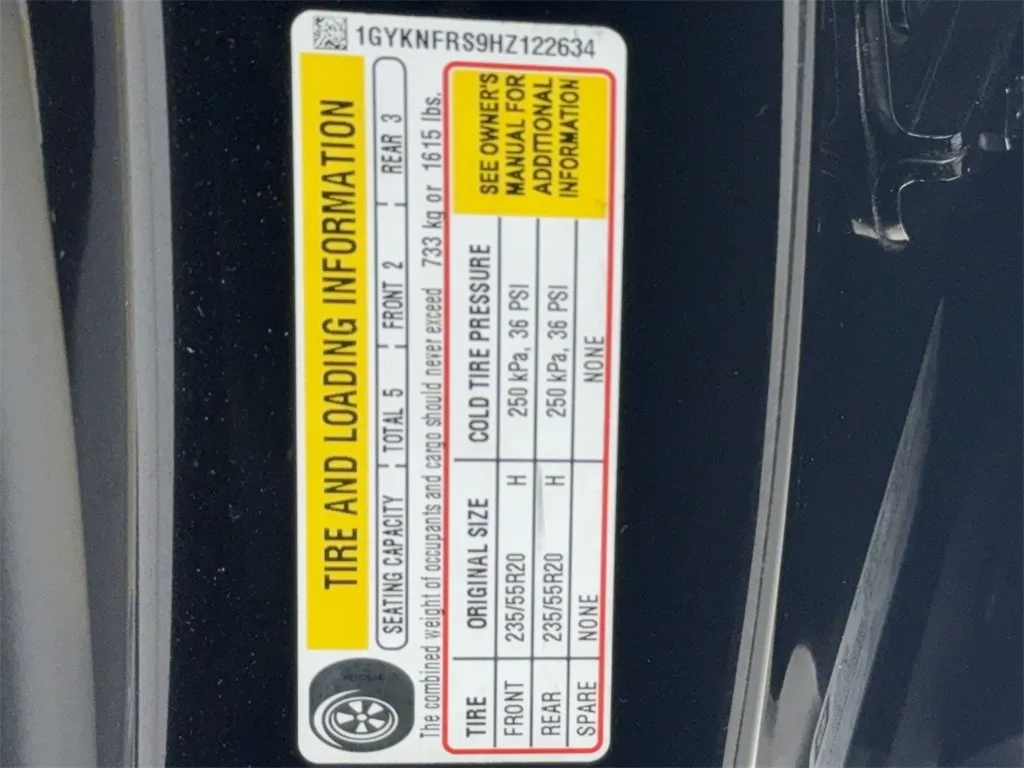 1GYKNFRS9HZ122634
TIRE AND LOADING INFORMATION
SEATING CAPACITY TOTAL 5 FRONT 2 REAR 3
The combined weight of occupants and cargo should never exceed 733 kg or 1615 lbs.
TIRE ORIGINAL SIZE COLD TIRE PRESSURE
FRONT 235/55R20 H 250 kPa, 36 PSI
REAR 235/55R20 H 250 kPa, 36 PSI
SPARE NONE NONE
SEE OWNER'S
MANUAL FOR
ADDITIONAL
INFORMATION